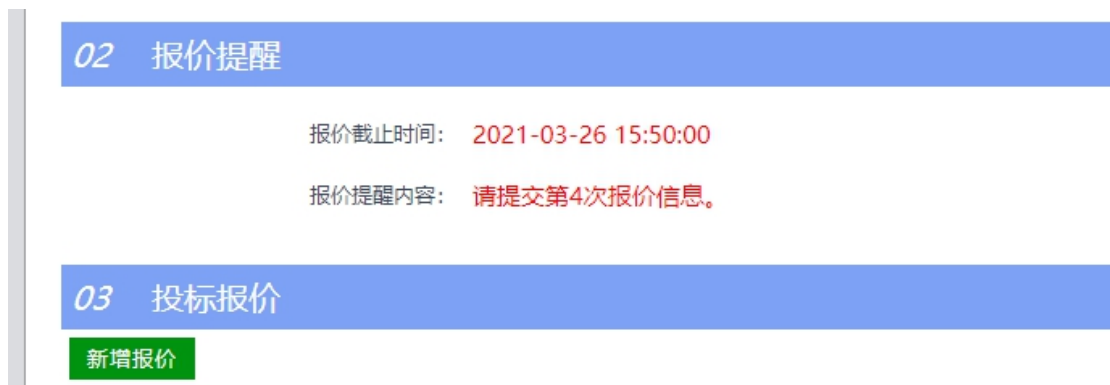 02 报价提醒
报价截止时间： 2021-03-26 15:50:00
报价提醒内容： 请提交第4次报价信息。
03 投标报价
新增报价